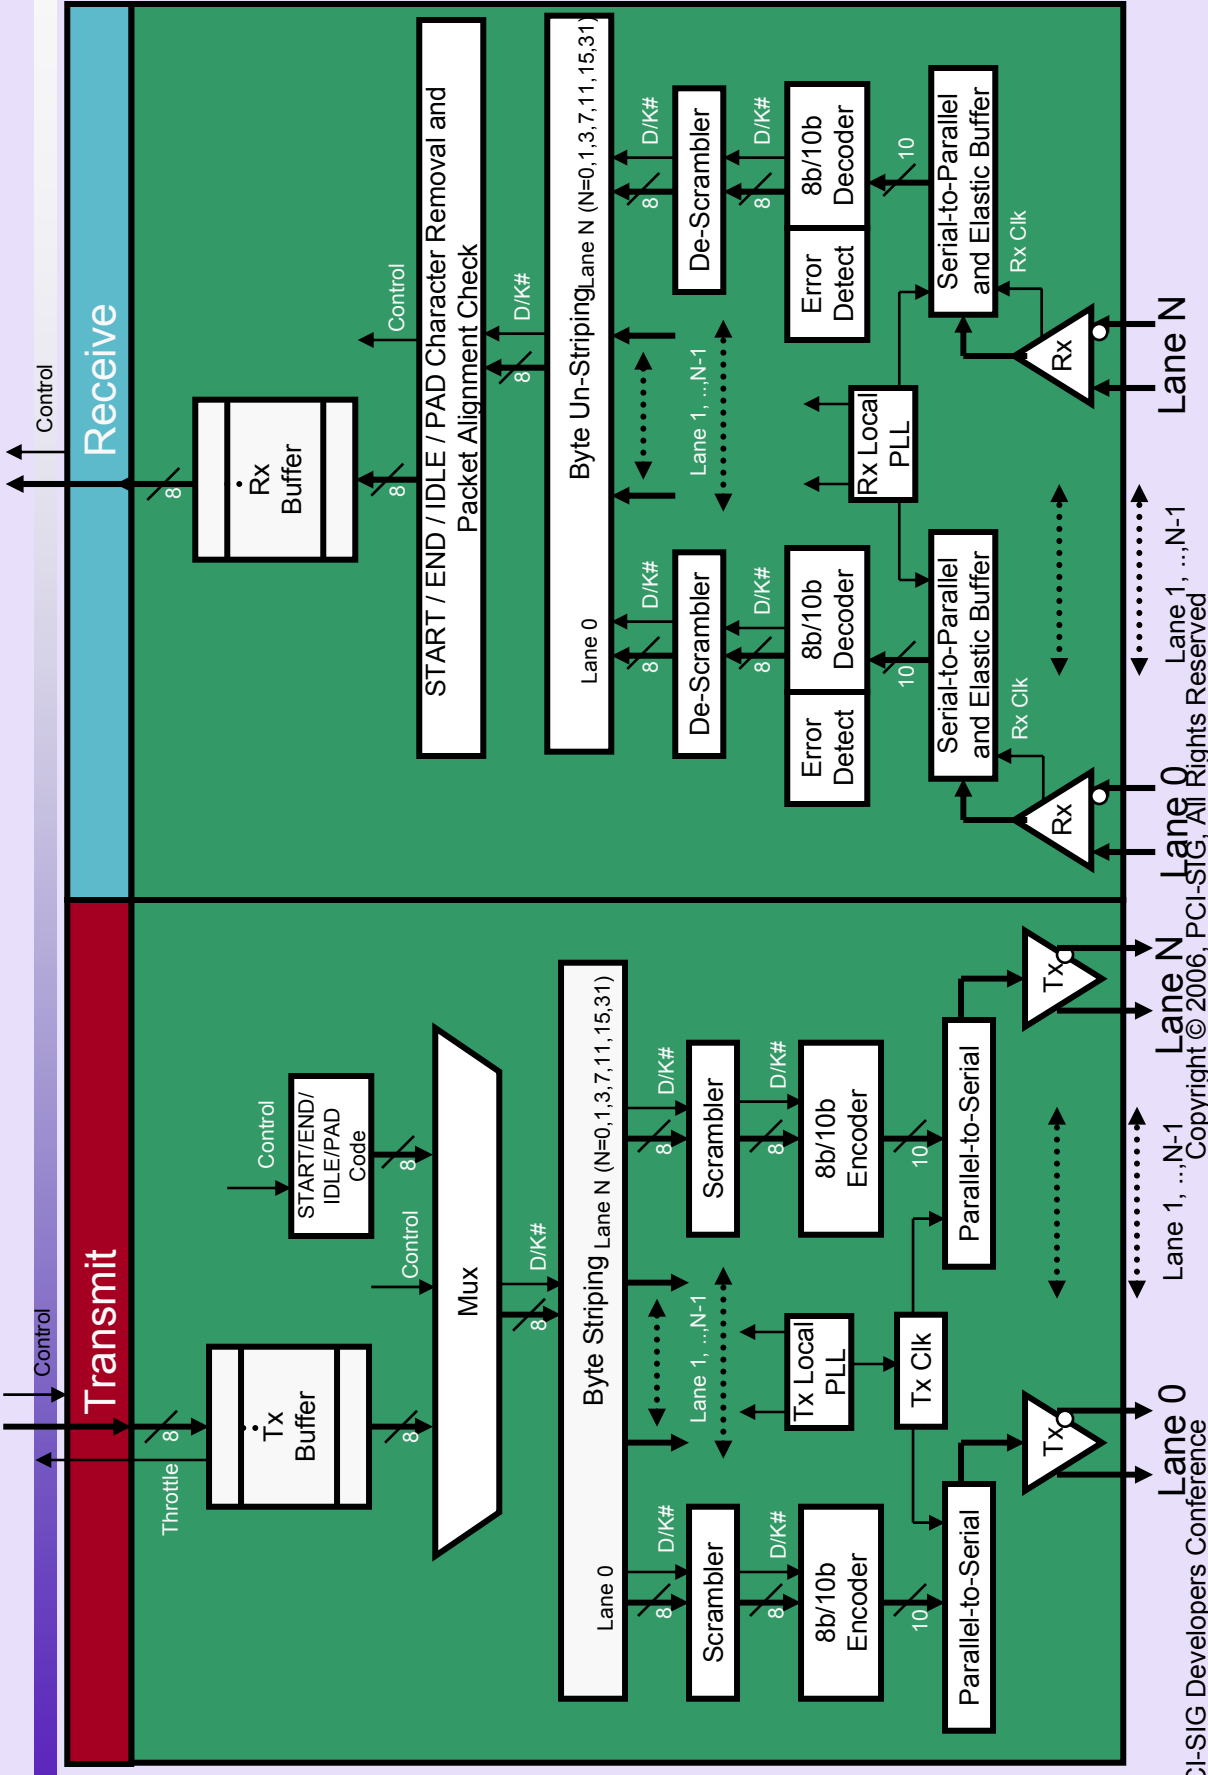 Control
Control
Transmit
Receive
Throttle
8
8
Tx
Buffer
Rx
Buffer
Control
START/END/
IDLE/PAD
Code
8
8
Control
Control
8
START / END / IDLE / PAD Character Removal and
Packet Alignment Check
Mux
8
D/K#
8
D/K#
Byte Striping
Lane 0
Lane N (N=0,1,3,7,11,15,31)
Byte Un-Striping
Lane 0
Lane N (N=0,1,3,7,11,15,31)
8
D/K#
Lane 1, ..,N-1
8
D/K#
8
D/K#
Lane 1, ..,N-1
8
D/K#
Scrambler
Scrambler
De-Scrambler
De-Scrambler
8
D/K#
8
D/K#
8
D/K#
8
D/K#
8b/10b
Encoder
Tx Local
PLL
8b/10b
Encoder
Error
Detect
8b/10b
Decoder
Error
Detect
8b/10b
Decoder
10
Tx Clk
10
10
Rx Local
PLL
10
Parallel-to-Serial
Parallel-to-Serial
Serial-to-Parallel
and Elastic Buffer
Serial-to-Parallel
and Elastic Buffer
Rx Clk
Rx Clk
Tx
Tx
Rx
Rx
Lane 0
Lane 1, ..,N-1
Lane N
Lane 0
Lane 1, ..,N-1
Lane N
CI-SIG Developers Conference
Copyright © 2006, PCI-SIG, All Rights Reserved